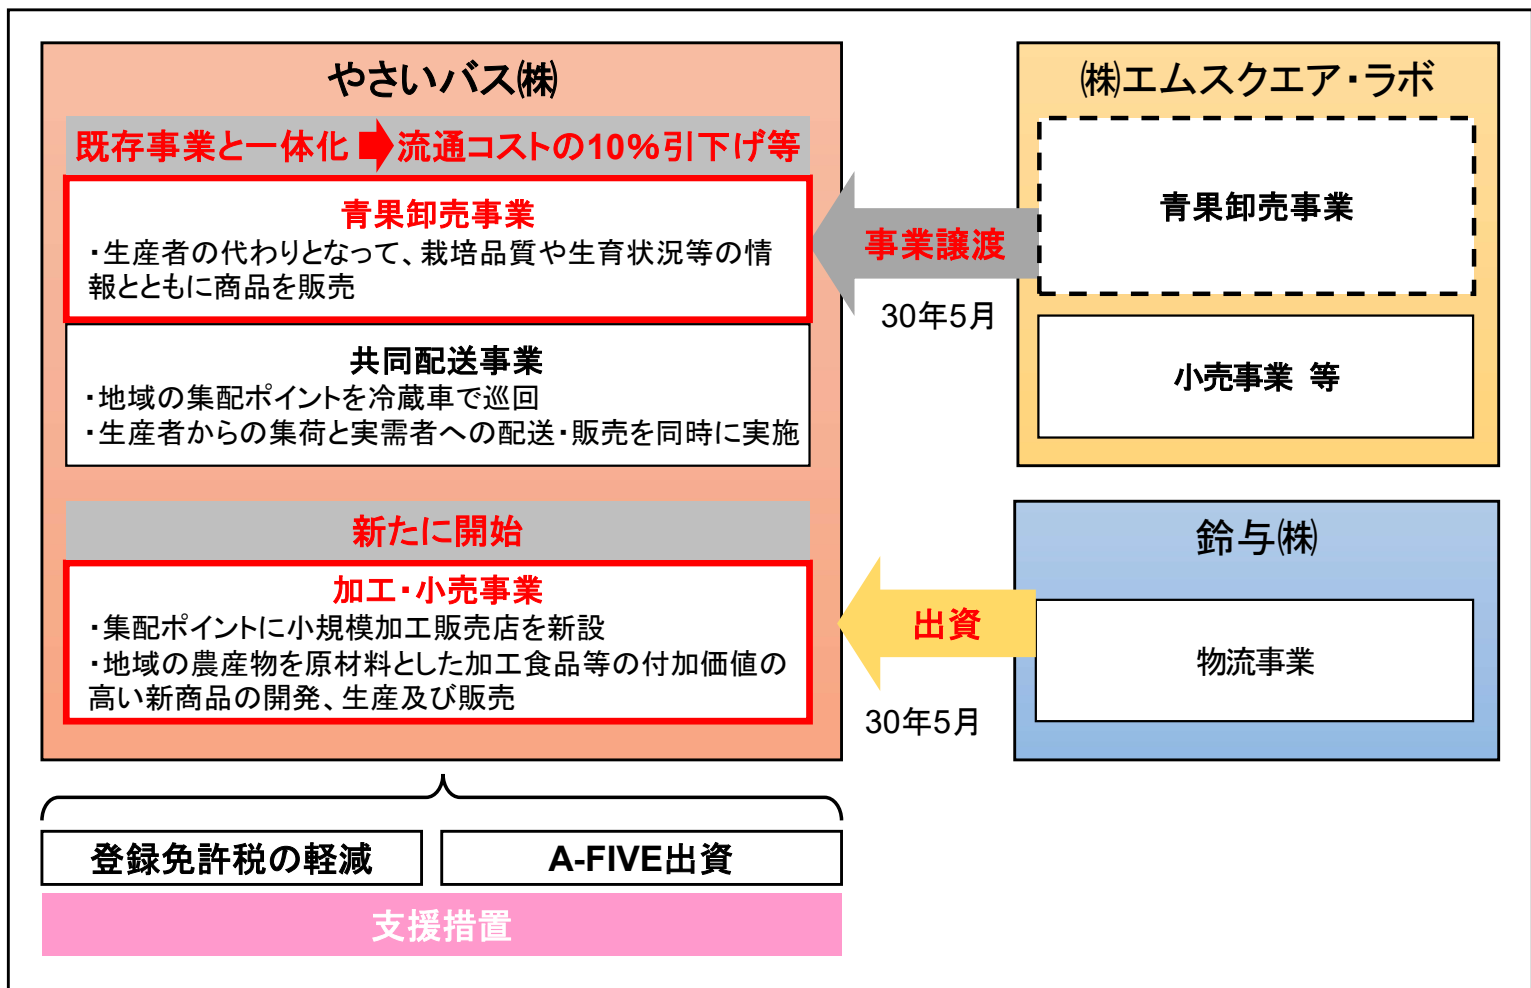 やさいバス㈱
既存事業と一体化 流通コストの10%引下げ等
青果卸売事業
・生産者の代わりとなって、栽培品質や生育状況等の情
報とともに商品を販売
共同配送事業
・地域の集配ポイントを冷蔵車で巡回
・生産者からの集荷と実需者への配送・販売を同時に実施
新たに開始
加工・小売事業
・集配ポイントに小規模加工販売店を新設
・地域の農産物を原材料とした加工食品等の付加価値の
高い新商品の開発、生産及び販売
事業譲渡
30年5月
㈱エムスクエア・ラボ
青果卸売事業
小売事業 等
出資
30年5月
鈴与㈱
物流事業
登録免許税の軽減
A-FIVE出資
支援措置